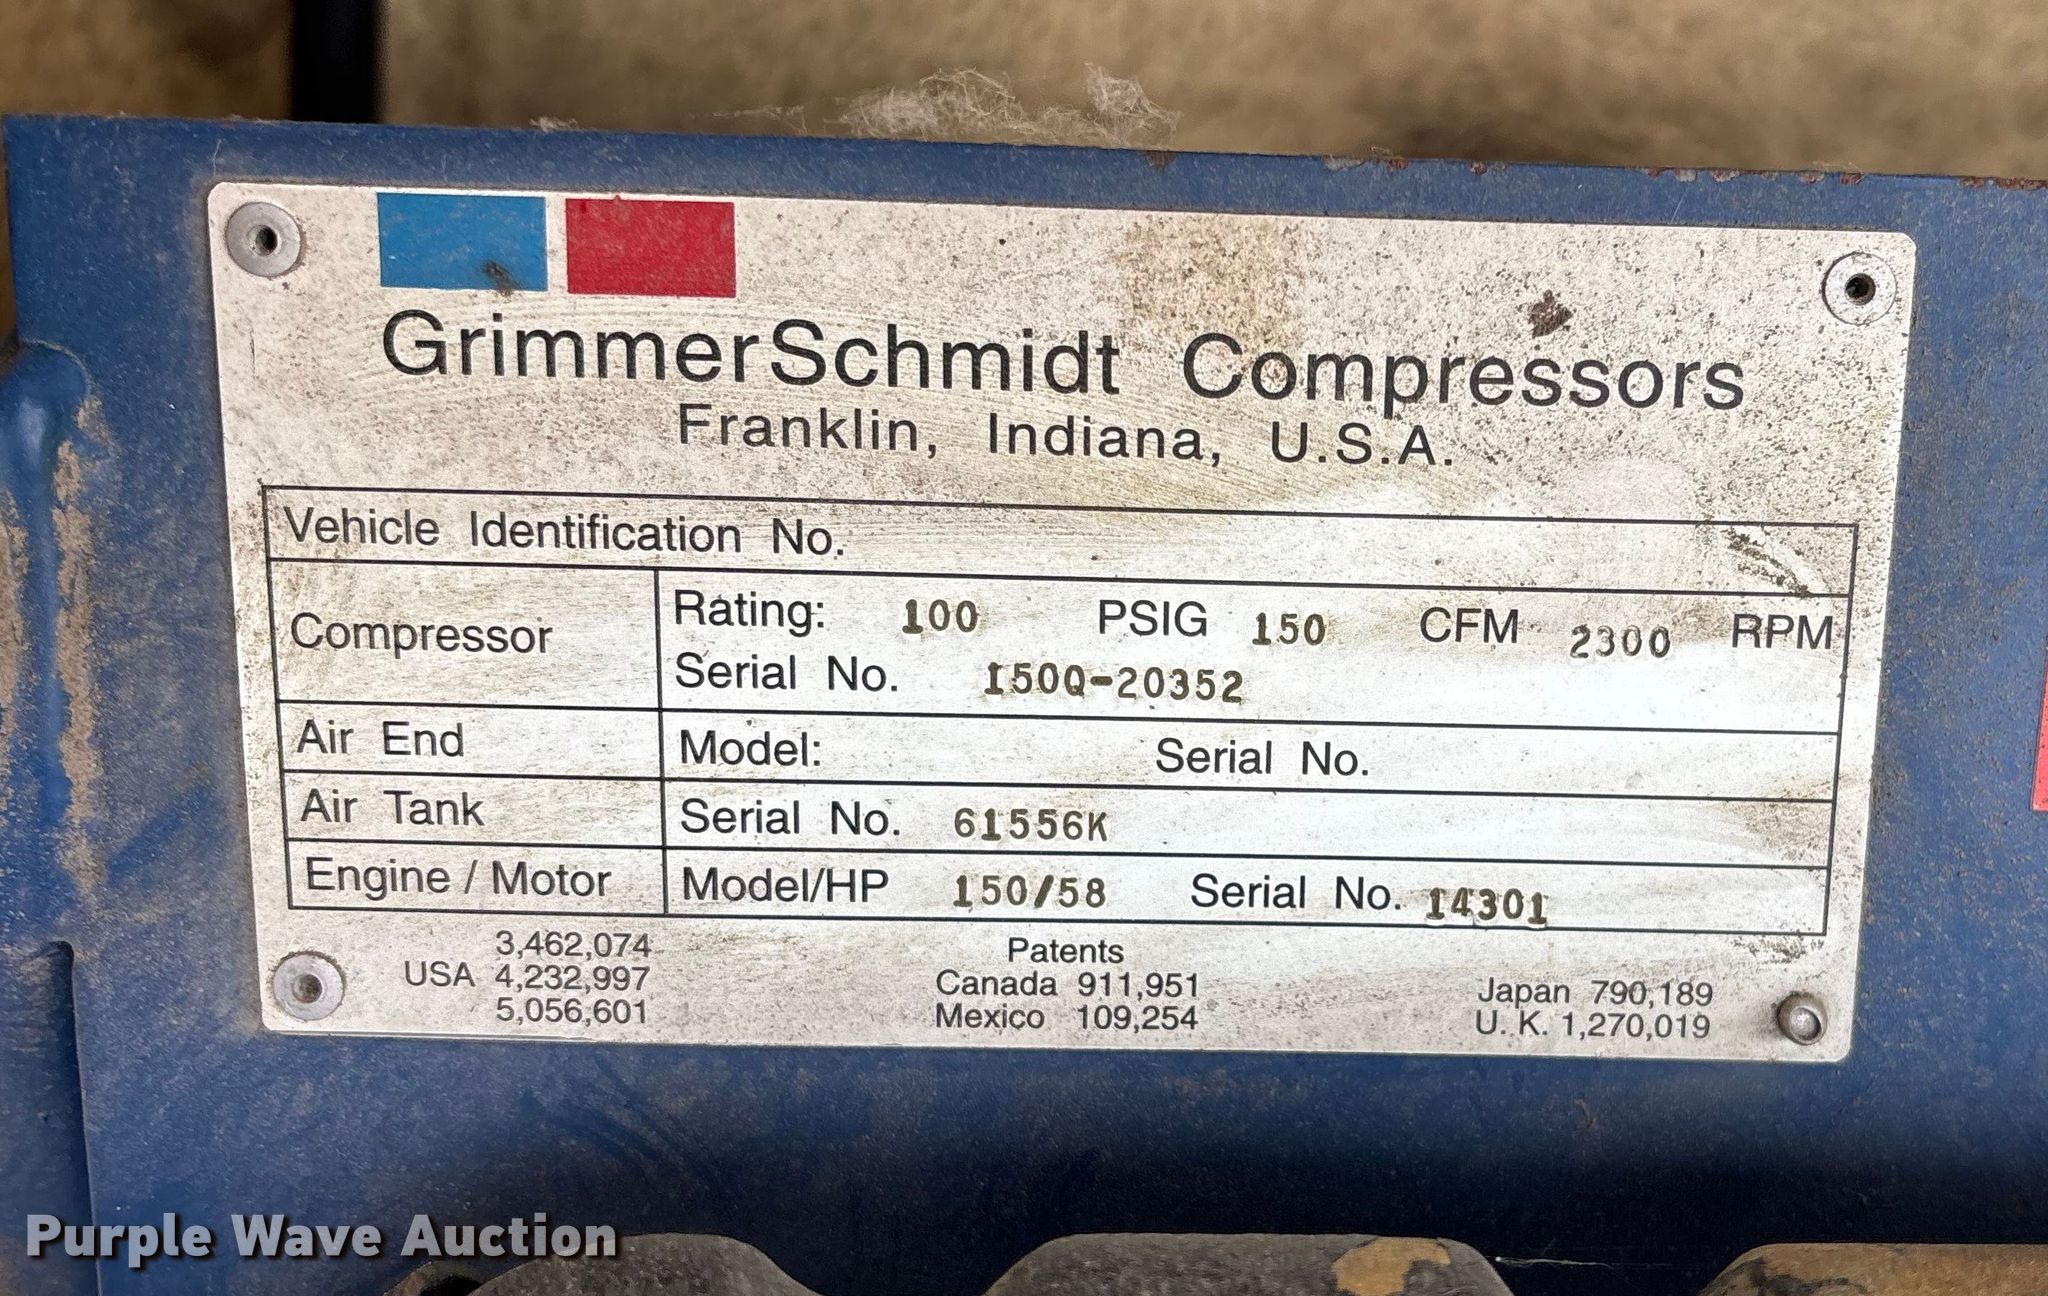 GrimmerSchmidt Compressors
Franklin, Indiana, U.S.A.
Vehicle Identification No.
Compressor
Rating: 100 PSIG 150 CFM 2300 RPM
Serial No. I50Q-20352
Air End Model: Serial No.
Air Tank Serial No. 61556K
Engine / Motor Model/HP 150/58 Serial No. 14301
3,462,074
USA 4,232,997
5,056,601
Patents
Canada 911,951
Mexico 109,254
Japan 790,189
U. K. 1,270,019
Purple Wave Auction